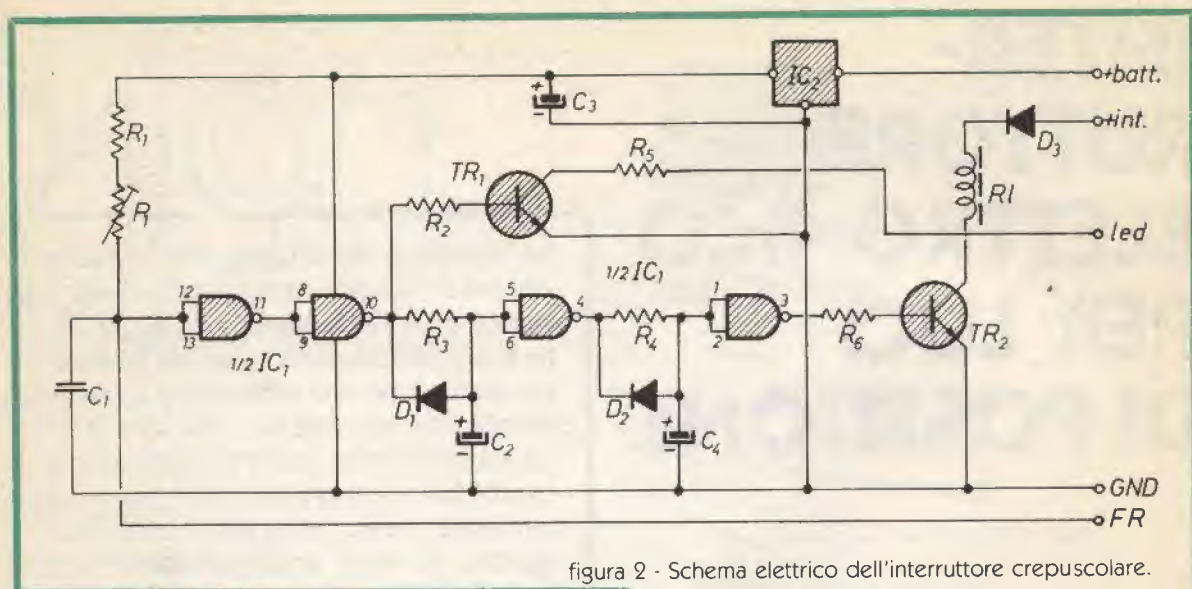 IC2
+batt.
+
-
C3
+int.
D3
R1
R5
TR1
Rl
R2
led
R1
1/2 IC1
12
13
11
8
9
10
5
6
4
1
2
3
R3
R4
R6
TR2
1/2 IC1
C1
D1
+
-
C2
D2
+
-
C4
GND
FR
figura 2 - Schema elettrico dell'interruttore crepuscolare.